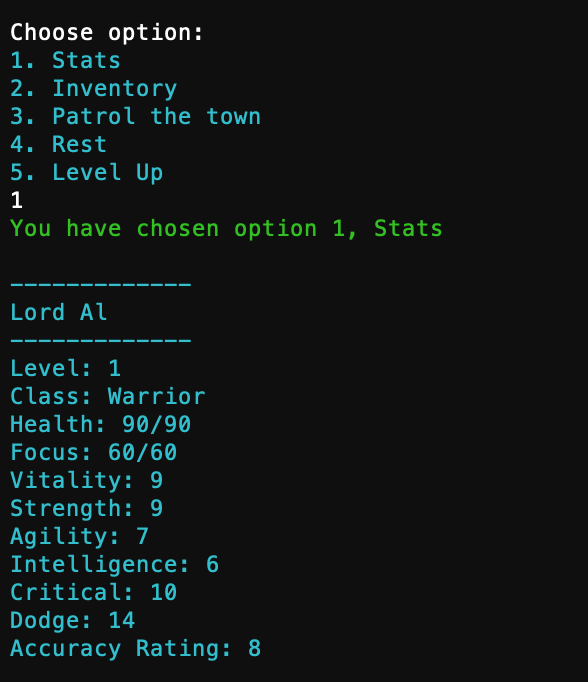 Choose option:
1. Stats
2. Inventory
3. Patrol the town
4. Rest
5. Level Up
1
You have chosen option 1, Stats
-------------
Lord Al
-------------
Level: 1
Class: Warrior
Health: 90/90
Focus: 60/60
Vitality: 9
Strength: 9
Agility: 7
Intelligence: 6
Critical: 10
Dodge: 14
Accuracy Rating: 8